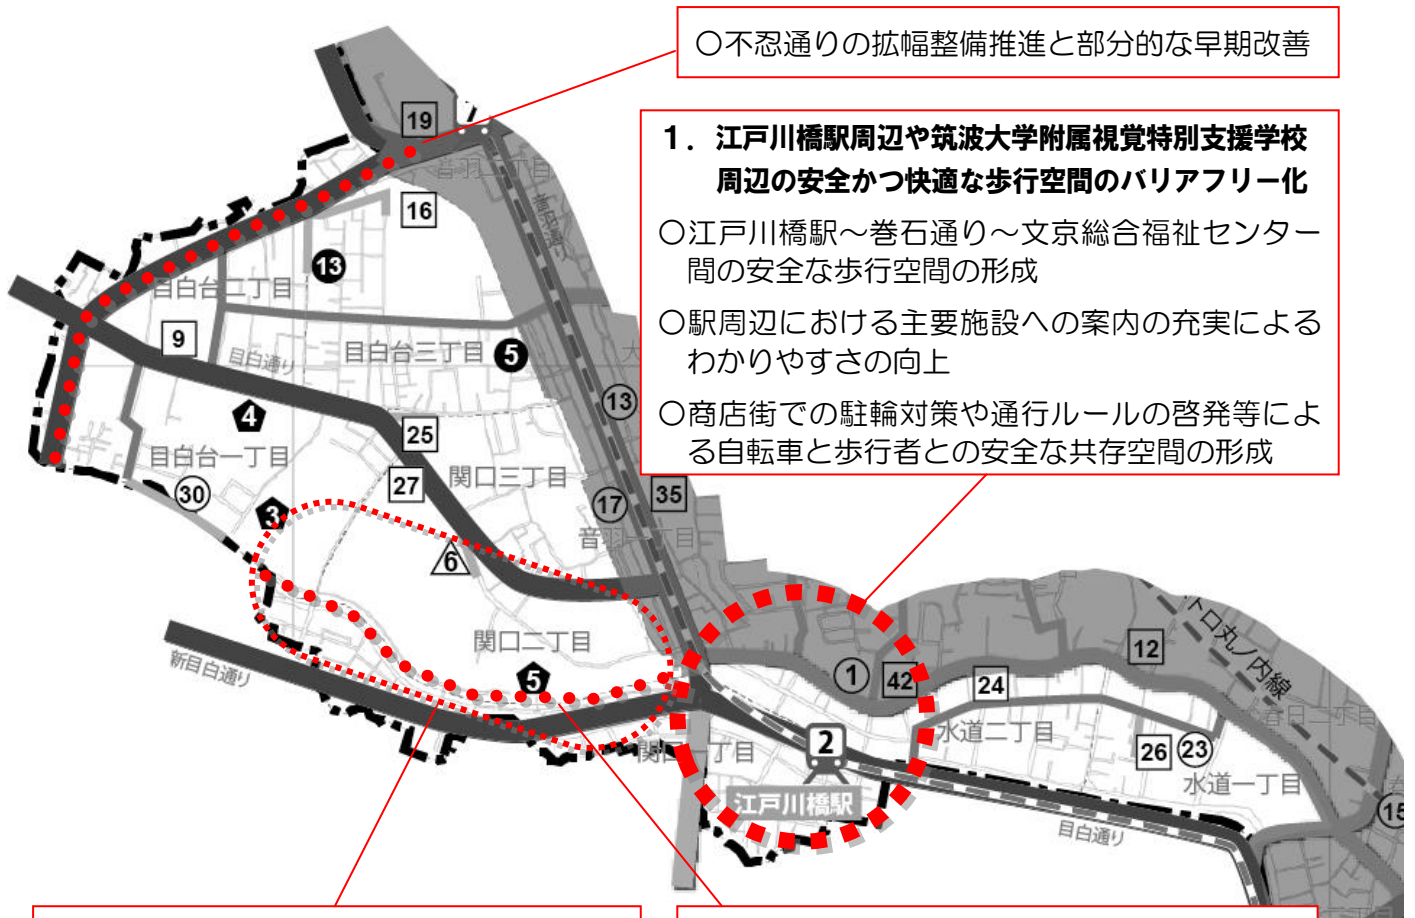 ○不忍通りの拡幅整備推進と部分的な早期改善
1．江戸川橋駅周辺や筑波大学附属視覚特別支援学校
周辺の安全かつ快適な歩行空間のバリアフリー化
○江戸川橋駅～巻石通り～文京総合福祉センター
間の安全な歩行空間の形成
○駅周辺における主要施設への案内の充実による
わかりやすさの向上
○商店街での駐輪対策や通行ルールの啓発等によ
る自転車と歩行者との安全な共存空間の形成
19
16
13
目白台二丁目
9
目白通り
目白台三丁目
5
4
目白台一丁目
25
27
30
3
関口三丁目
13
17
35
音羽一丁目
6
関口二丁目
5
新目白通り
1
42
24
12
トロ丸ノ内線
2
水道二丁目
26
23
水道一丁目
関口一丁目
江戸川橋駅
目白通り
15